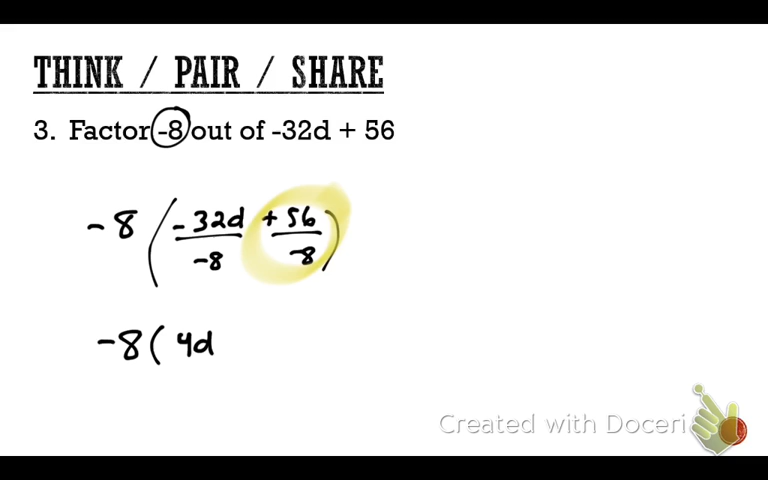 THINK / PAIR / SHARE
3. Factor -8 out of -32d + 56
-8 ( -32d/-8 + 56/-8 )
-8 ( 4d
Created with Doceri